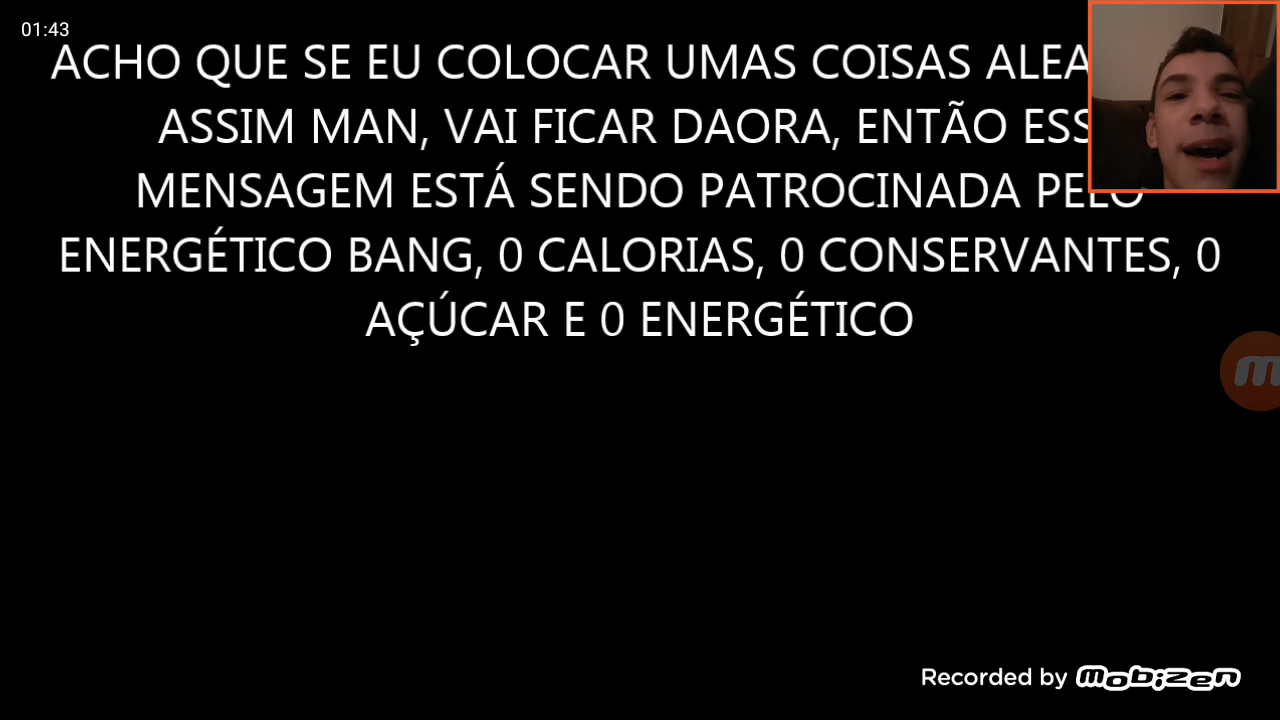 01:43
ACHO QUE SE EU COLOCAR UMAS COISAS
ASSIM MAN, VAI FICAR DAORA, ENTÃO
MENSAGEM ESTÁ SENDO PATROCINADA PELO
ENERGÉTICO BANG, 0 CALORIAS, 0 CONSERVANTES, 0
AÇÚCAR E 0 ENERGÉTICO
Recorded by Mobizen